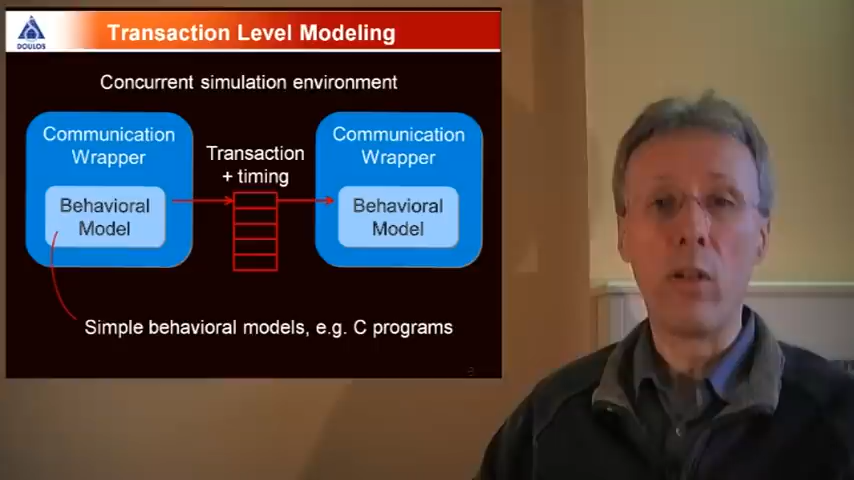 DOULOS
Transaction Level Modeling
Concurrent simulation environment
Communication
Wrapper
Behavioral
Model
Transaction
+ timing
Communication
Wrapper
Behavioral
Model
Simple behavioral models, e.g. C programs